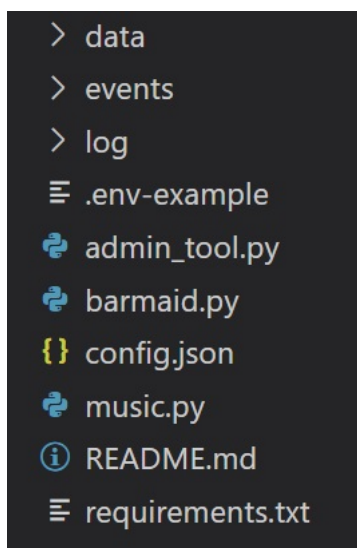 data
events
log
.env-example
admin_tool.py
barmaid.py
config.json
music.py
README.md
requirements.txt